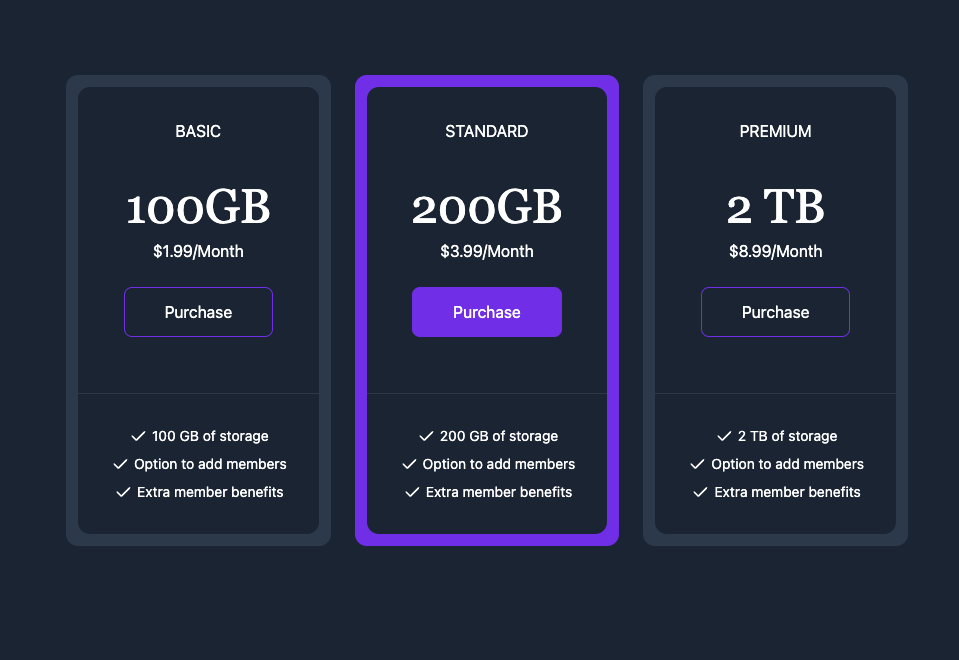 BASIC
100GB
$1.99/Month
Purchase
100 GB of storage
Option to add members
Extra member benefits
STANDARD
200GB
$3.99/Month
Purchase
200 GB of storage
Option to add members
Extra member benefits
PREMIUM
2 TB
$8.99/Month
Purchase
2 TB of storage
Option to add members
Extra member benefits